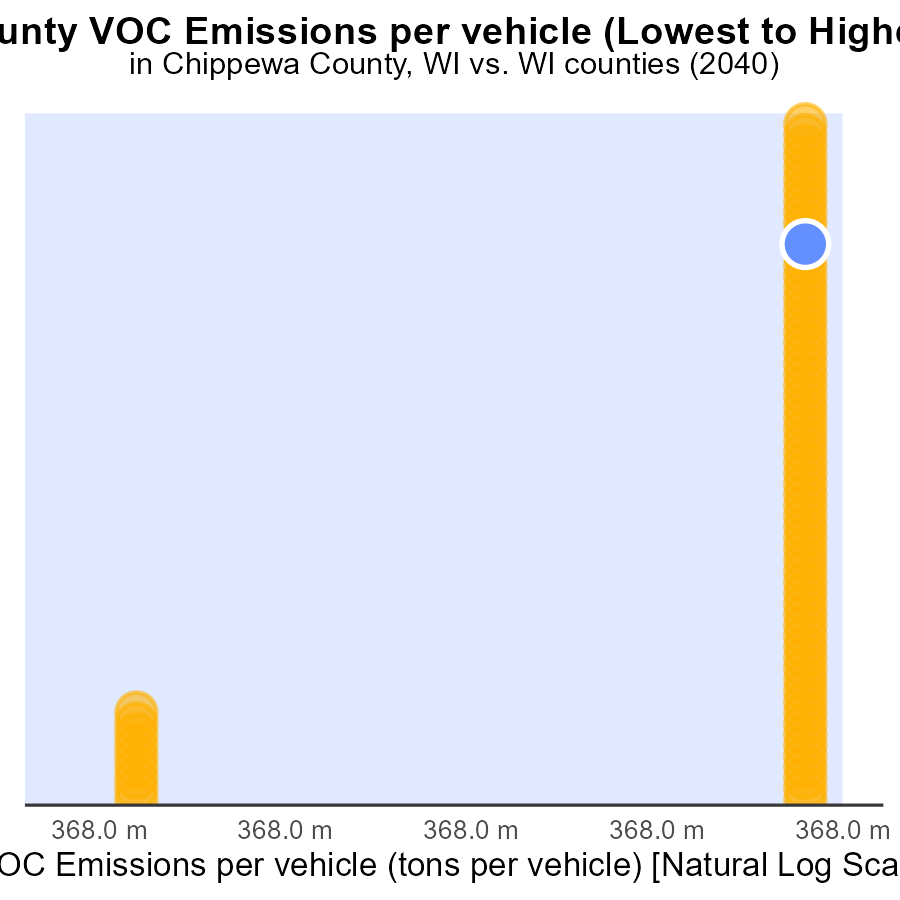 unty VOC Emissions per vehicle (Lowest to Highe
in Chippewa County, WI vs. WI counties (2040)
368.0 m 368.0 m 368.0 m 368.0 m 368.0 m
OC Emissions per vehicle (tons per vehicle) [Natural Log Sca